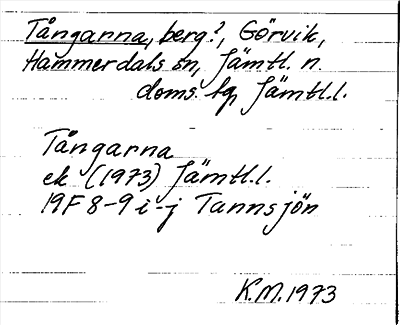 Tångarna, berg?, Görvik,
Hammerdals sn, Jämtl. n.
doms. tg, Jämtl.l.
Tångarna
ek (1973) Jämtl.l.
19F 8-9 i-j Tannsjön
K.M. 1973